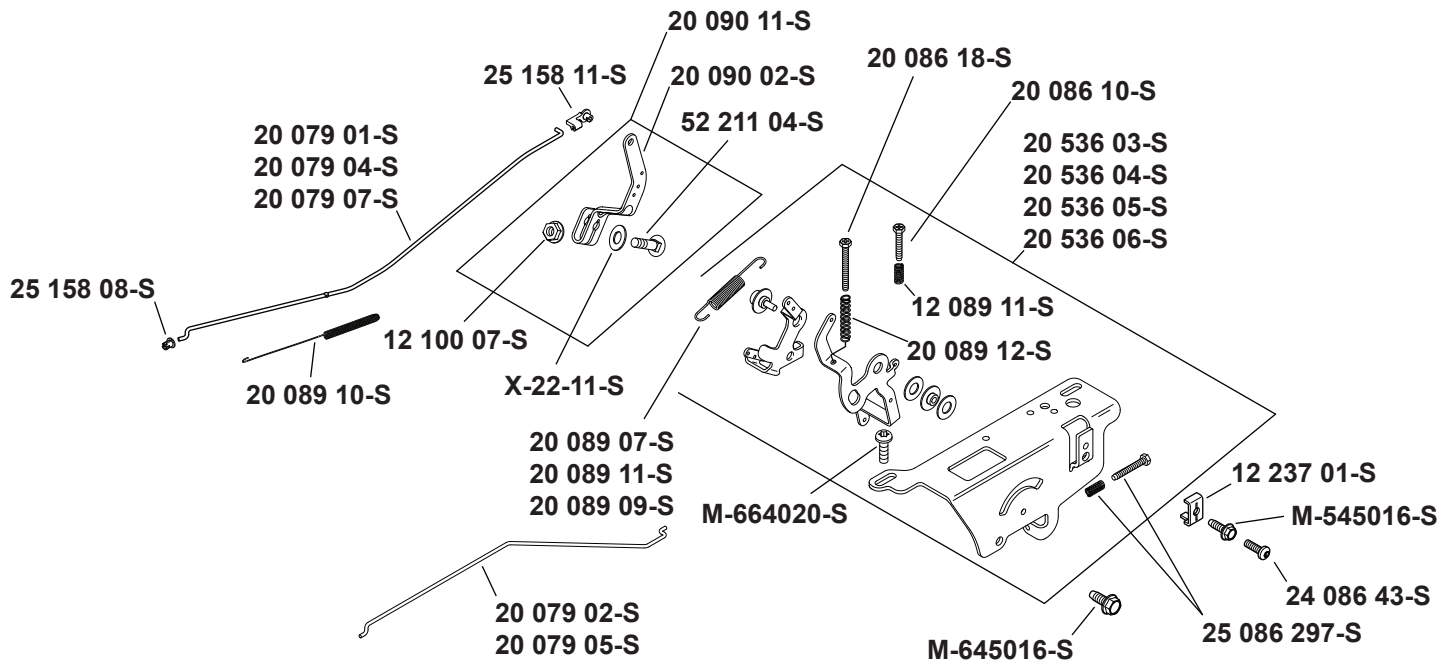 20 090 11-S
20 090 02-S
52 211 04-S
25 158 11-S
20 079 01-S
20 079 04-S
20 079 07-S
25 158 08-S
20 089 10-S
12 100 07-S
X-22-11-S
20 086 18-S
20 086 10-S
20 536 03-S
20 536 04-S
20 536 05-S
20 536 06-S
12 089 11-S
20 089 12-S
20 089 07-S
20 089 11-S
20 089 09-S
M-664020-S
12 237 01-S
M-545016-S
24 086 43-S
25 086 297-S
M-645016-S
20 079 02-S
20 079 05-S